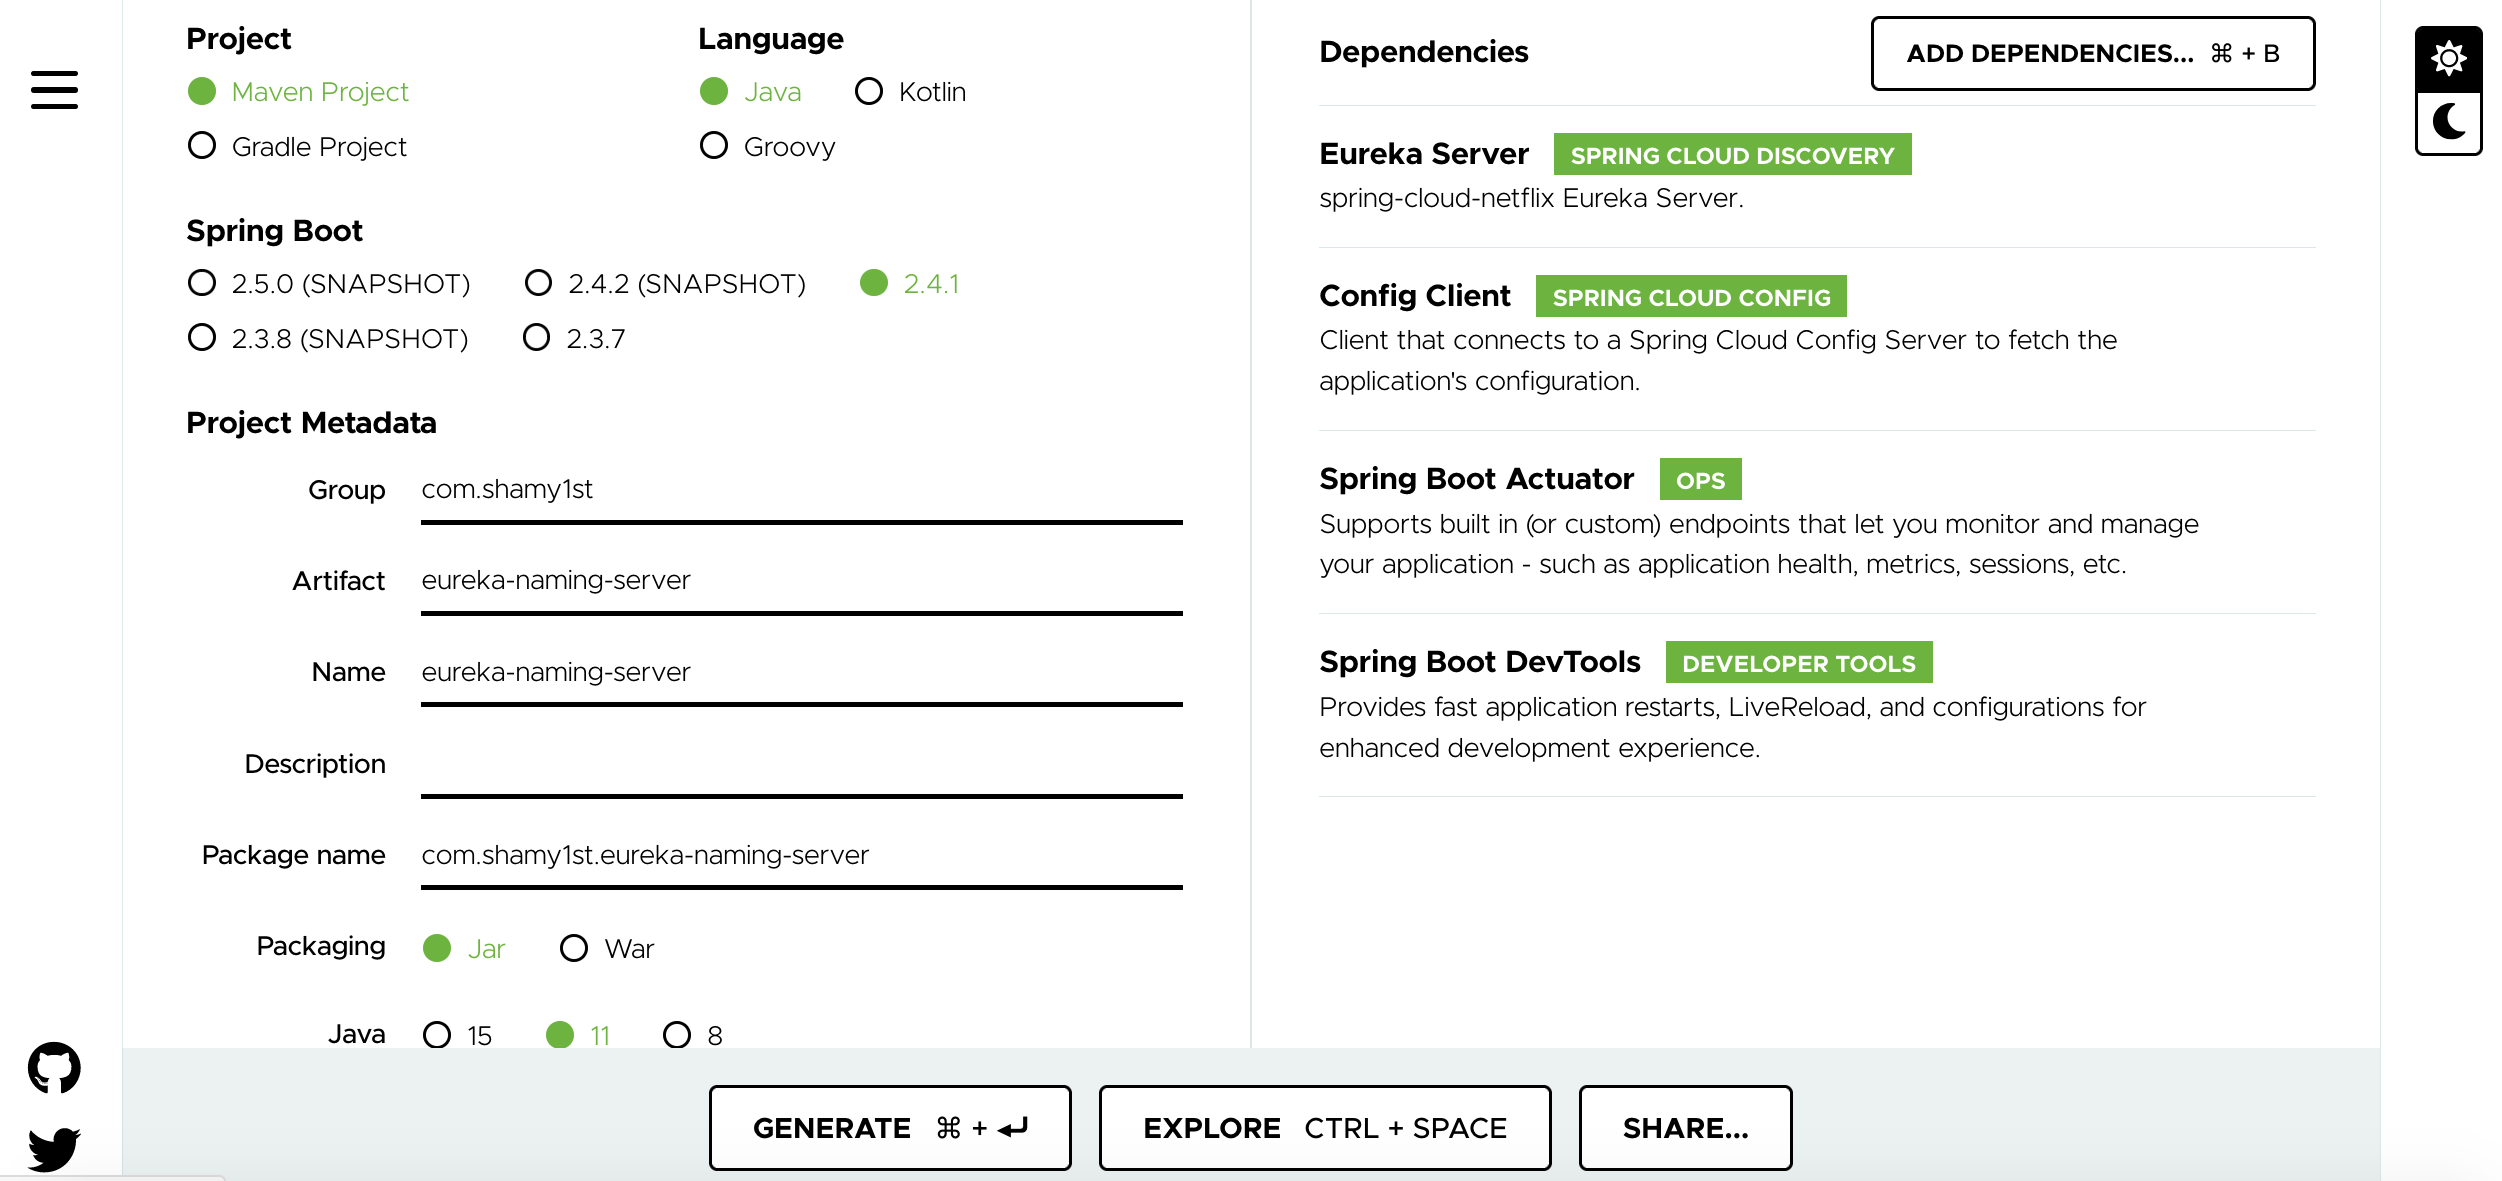 Project
Maven Project
Gradle Project
Language
Java Kotlin
Groovy
Spring Boot
2.5.0 (SNAPSHOT) 2.4.2 (SNAPSHOT) 2.4.1
2.3.8 (SNAPSHOT) 2.3.7
Project Metadata
Group com.shamy1st
Artifact eureka-naming-server
Name eureka-naming-server
Description
Package name com.shamy1st.eureka-naming-server
Packaging Jar War
Java 15 11 8
Dependencies
ADD DEPENDENCIES... ⌘ + B
Eureka Server SPRING CLOUD DISCOVERY
spring-cloud-netflix Eureka Server.
Config Client SPRING CLOUD CONFIG
Client that connects to a Spring Cloud Config Server to fetch the
application's configuration.
Spring Boot Actuator OPS
Supports built in (or custom) endpoints that let you monitor and manage
your application - such as application health, metrics, sessions, etc.
Spring Boot DevTools DEVELOPER TOOLS
Provides fast application restarts, LiveReload, and configurations for
enhanced development experience.
GENERATE ⌘ + ↵
EXPLORE CTRL + SPACE
SHARE...